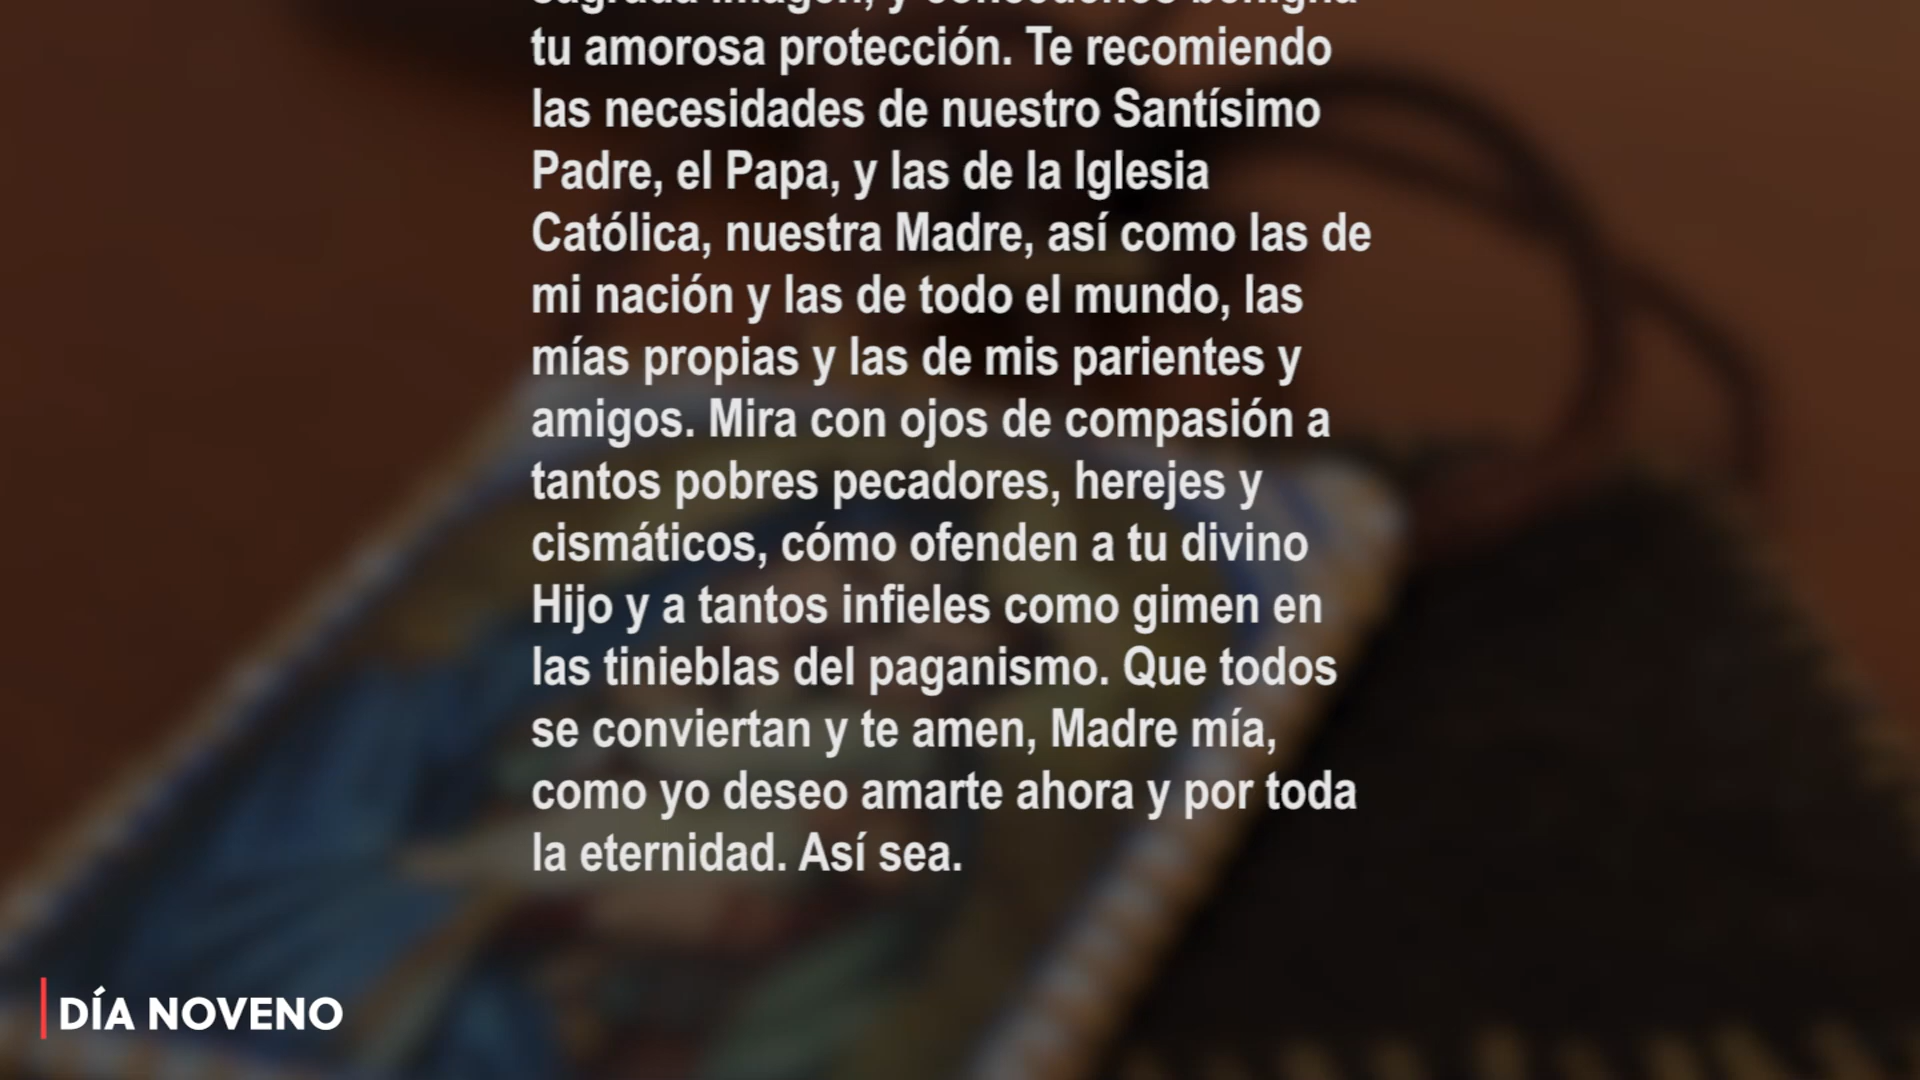 sagrada imagen, y concédenos benigna
tu amorosa protección. Te recomiendo
las necesidades de nuestro Santísimo
Padre, el Papa, y las de la Iglesia
Católica, nuestra Madre, así como las de
mi nación y las de todo el mundo, las
mías propias y las de mis parientes y
amigos. Mira con ojos de compasión a
tantos pobres pecadores, herejes y
cismáticos, cómo ofenden a tu divino
Hijo y a tantos infieles como gimen en
las tinieblas del paganismo. Que todos
se conviertan y te amen, Madre mía,
como yo deseo amarte ahora y por toda
la eternidad. Así sea.
DÍA NOVENO